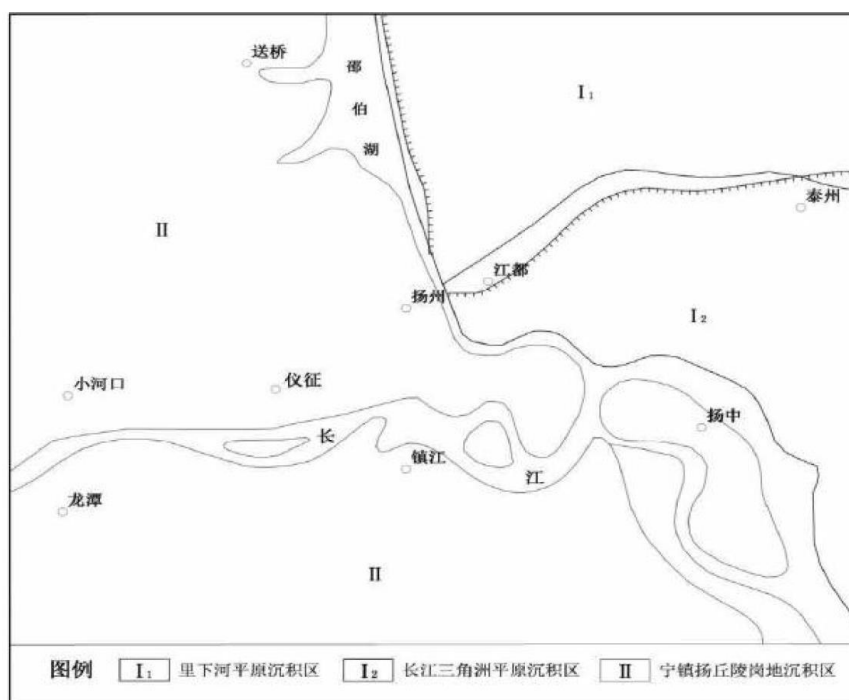 送桥
邵
伯
湖
I₁
泰州
II
江都
扬州
I₂
小河口
仪征
扬中
长
镇江
江
龙潭
II
图例 I₁ 里下河平原沉积区 I₂ 长江三角洲平原沉积区 II 宁镇扬丘陵岗地沉积区